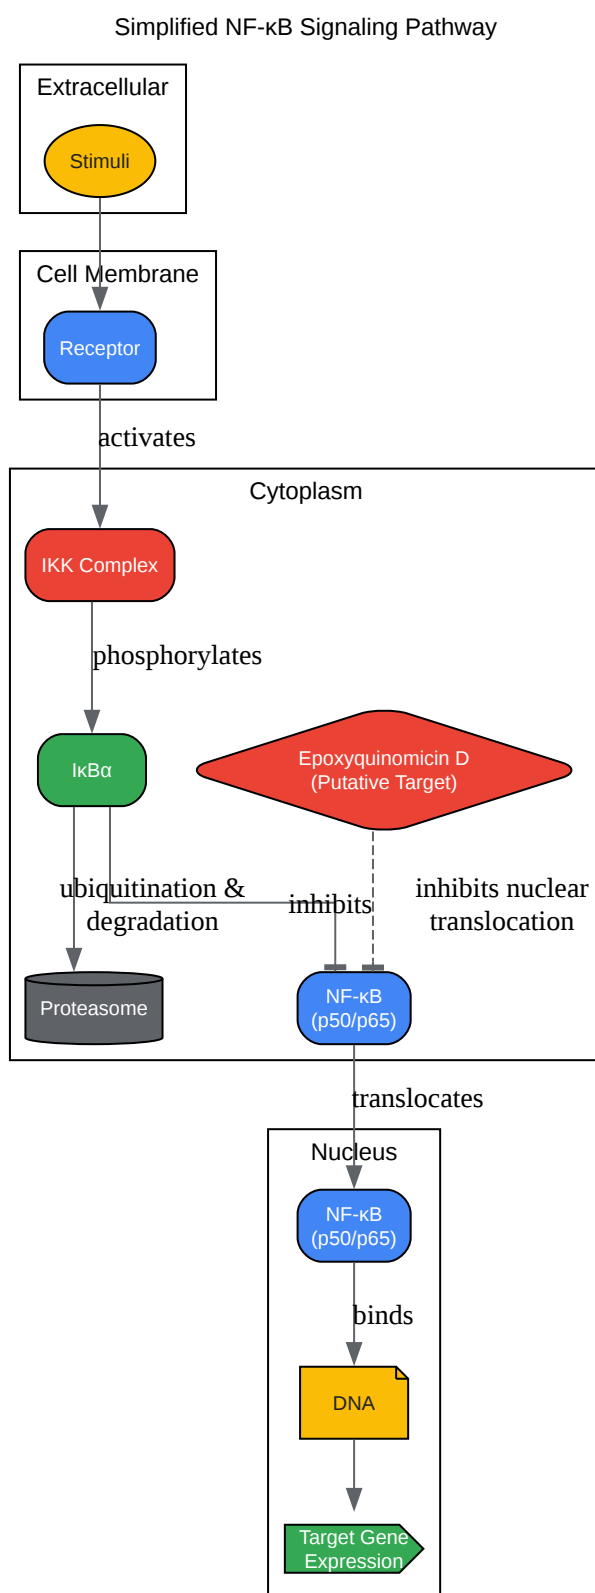 Simplified NF-κB Signaling Pathway
Extracellular
Stimuli
Cell Membrane
Receptor
activates
Cytoplasm
IKK Complex
phosphorylates
IκBα
Epoxyquinomicin D
(Putative Target)
ubiquitination &
degradation
inhibits
inhibits nuclear
translocation
Proteasome
NF-κB
(p50/p65)
translocates
Nucleus
NF-κB
(p50/p65)
binds
DNA
Target Gene
Expression